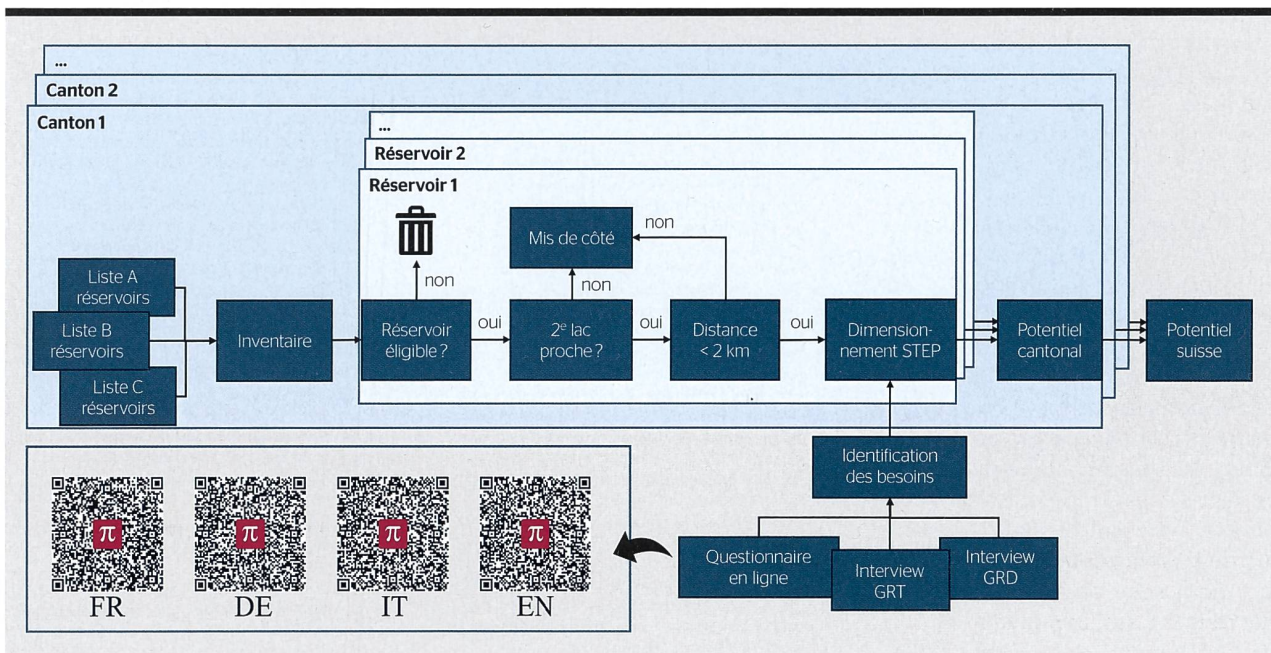 ...
Canton 2
Canton 1
...
Réservoir 2
Réservoir 1
non
Mis de côté
non
non
Liste A
réservoirs
Liste B
réservoirs
Liste C
réservoirs
Inventaire
Réservoir
éligible ?
oui
2e lac
proche ?
oui
Distance
< 2 km
oui
Dimension-
nement STEP
Potentiel
cantonal
Potentiel
suisse
Identification
des besoins
Questionnaire
en ligne
Interview
GRT
Interview
GRD
π
π
π
π
FR
DE
IT
EN